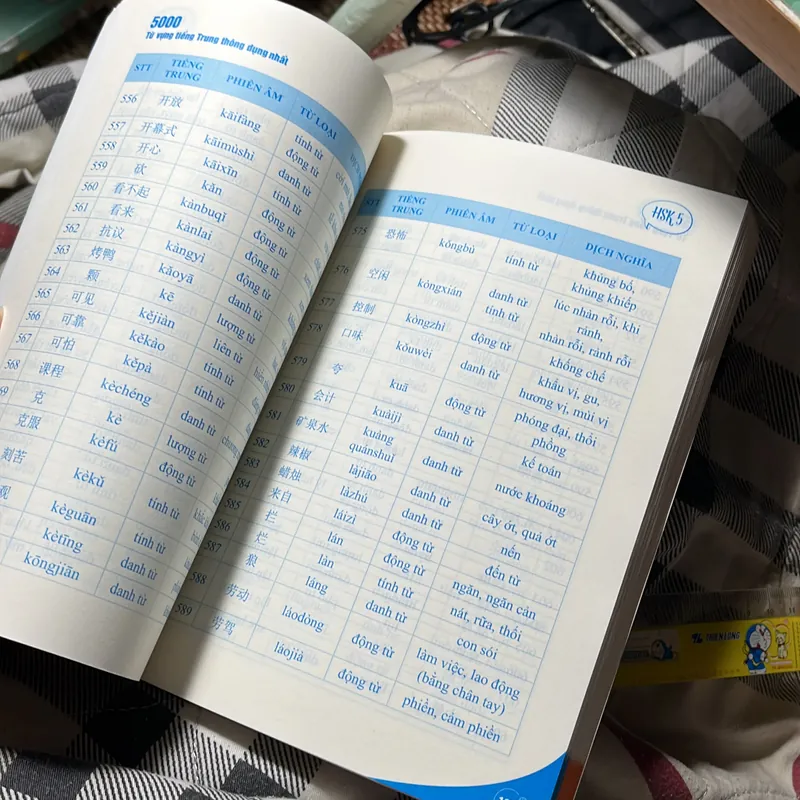 5000
Từ vựng tiếng Trung thông dụng nhất
STT TIẾNG TRUNG PHIÊN ÂM TỪ LOẠI
556 开放 kāifàng tính từ
557 开幕式 kāimùshì động từ
558 开心 kāixīn danh từ
559 砍 kǎn tính từ
560 看不起 kànbuqǐ động từ
561 看来 kànlai động từ
562 抗议 kàngyì động từ
563 烤鸭 kǎoyā động từ
564 颗 kē danh từ
565 可见 kějiàn lượng từ
566 可靠 kěkào liên từ
567 可怕 kěpà tính từ
568 课程 kèchéng tính từ
克 kè danh từ
克服 kèfú lượng từ
刻苦 kèkǔ động từ
观 kèguān tính từ
kètīng tính từ
kōngjiān danh từ
danh từ
HSK 5
STT TIẾNG TRUNG PHIÊN ÂM TỪ LOẠI DỊCH NGHĨA
575 恐怖 kǒngbù tính từ khủng bố, khủng khiếp
576 空闲 kòngxián danh từ tính từ lúc nhàn rỗi, khi rảnh, nhàn rỗi, rảnh rỗi
577 控制 kòngzhì động từ khống chế
578 口味 kǒuwèi danh từ khẩu vị, gu, hương vị, mùi vị
579 夸 kuā động từ phóng đại, thổi phồng
580 会计 kuàijì danh từ kế toán
581 矿泉水 kuàng quánshuǐ danh từ nước khoáng
582 辣椒 làjiāo danh từ cây ớt, quả ớt
583 蜡烛 làzhú danh từ nến
584 来自 láizì động từ đến từ
585 拦 lán động từ ngăn, ngăn cản
586 烂 làn tính từ nát, rữa, thối
587 狼 láng danh từ con sói
588 劳动 láodòng động từ làm việc, lao động (bằng chân tay)
589 劳驾 láojià động từ phiền, cảm phiền
THIEN LONG